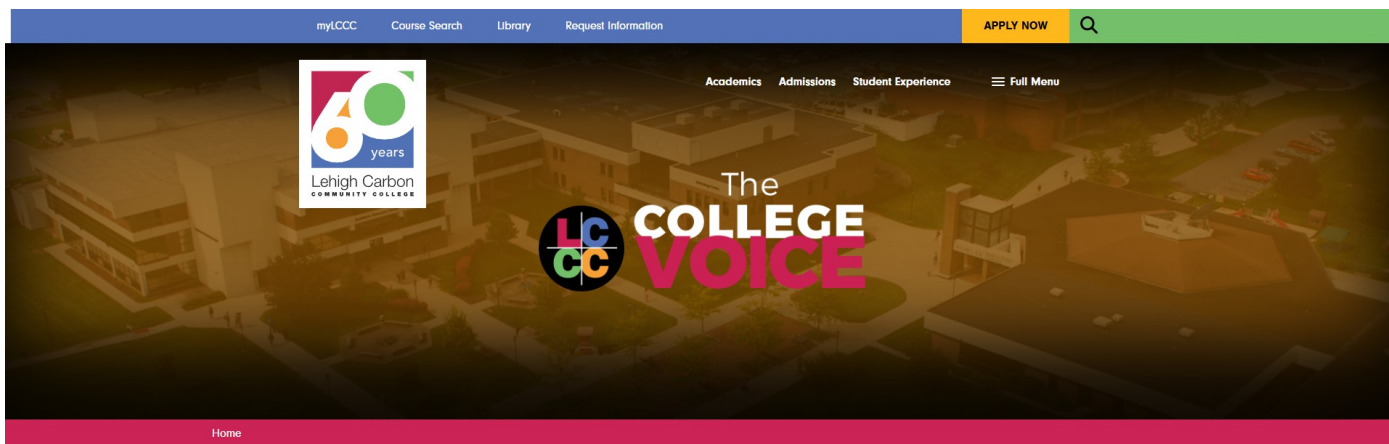 myLCCC Course Search Library Request Information APPLY NOW
Academics Admissions Student Experience Full Menu
60
years
Lehigh Carbon
COMMUNITY COLLEGE
The
COLLEGE
VOICE
LC
CC
Home